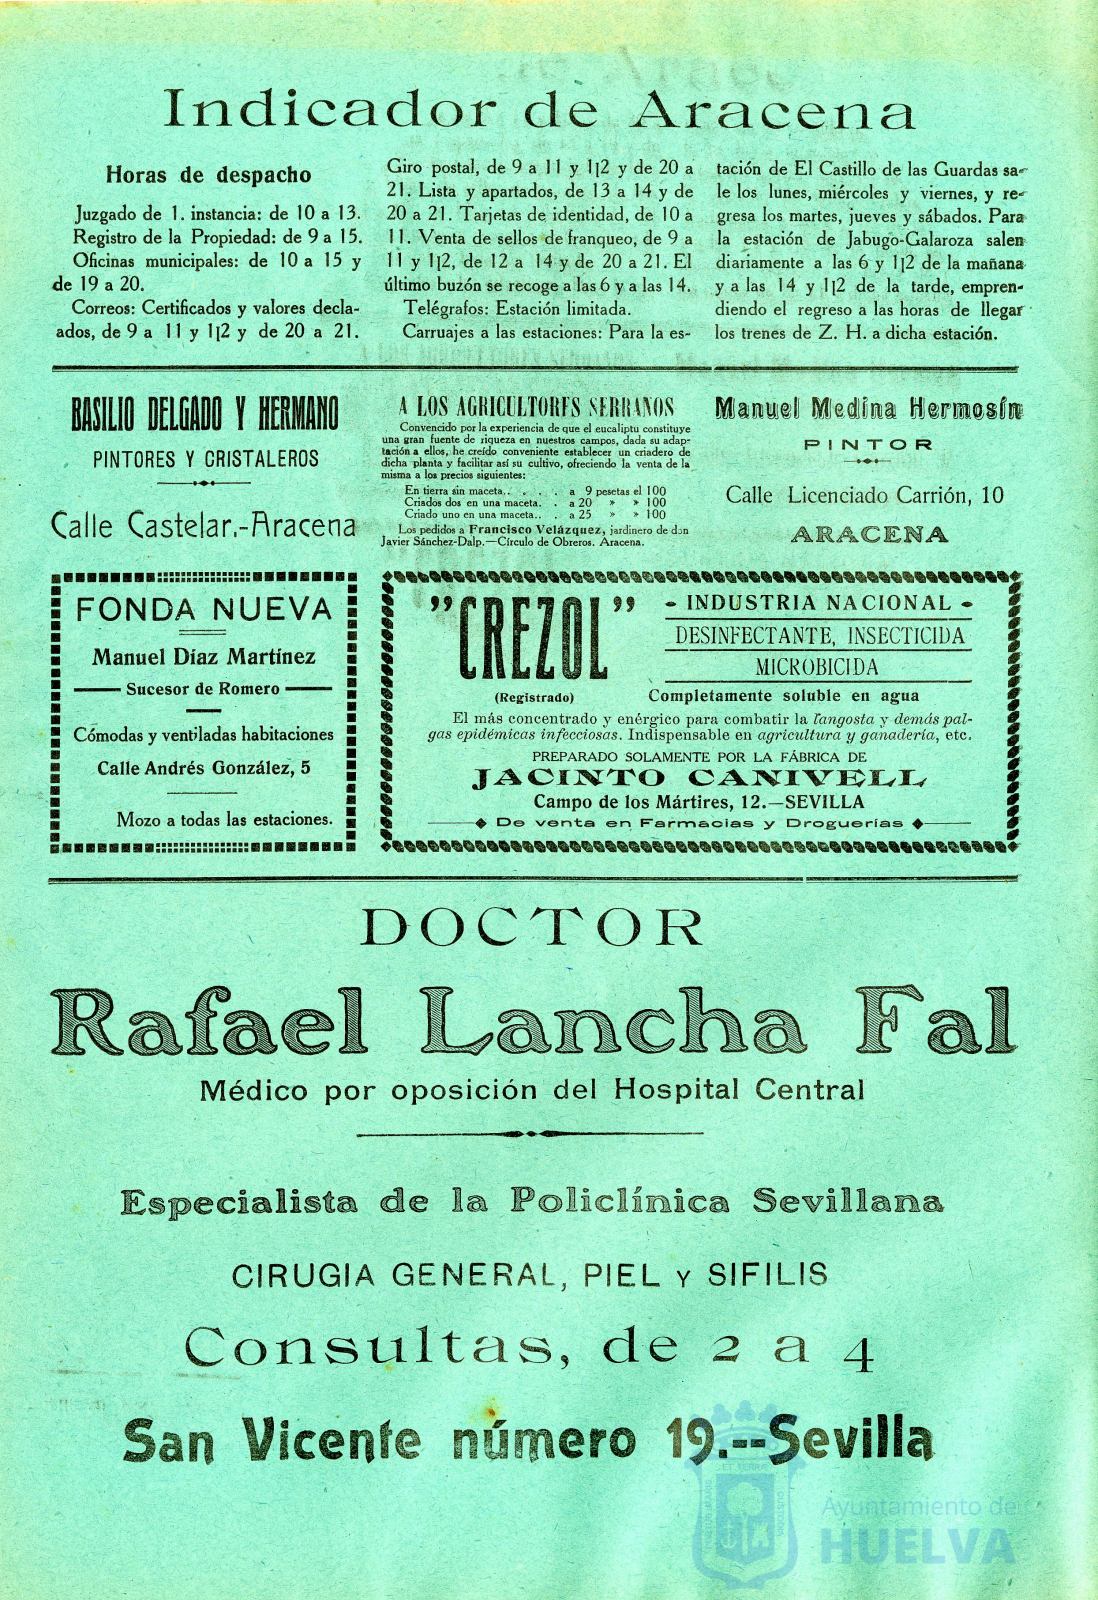 Indicador de Aracena
Horas de despacho
Juzgado de 1. instancia: de 10 a 13.
Registro de la Propiedad: de 9 a 15.
Oficinas municipales: de 10 a 15 y
de 19 a 20.
Correos: Certificados y valores decla-
ados, de 9 a 11 y 1|2 y de 20 a 21.
Giro postal, de 9 a 11 y 1|2 y de 20 a
21. Lista y apartados, de 13 a 14 y de
20 a 21. Tarjetas de identidad, de 10 a
11. Venta de sellos de franqueo, de 9 a
11 y 1|2, de 12 a 14 y de 20 a 21. El
último buzón se recoge a las 6 y a las 14.
Telégrafos: Estación limitada.
Carruajes a las estaciones: Para la es-
tación de El Castillo de las Guardas sa-
le los lunes, miércoles y viernes, y re-
gresa los martes, jueves y sábados. Para
la estación de Jabugo-Galaroza salen
diariamente a las 6 y 1|2 de la mañana
y a las 14 y 1|2 de la tarde, empren-
diendo el regreso a las horas de llegar
los trenes de Z. H. a dicha estación.
BASILIO DELGADO Y HERMANO
PINTORES Y CRISTALEROS
Calle Castelar.-Aracena
A LOS AGRICULTORES SERRANOS
Convencido por la experiencia de que el eucaliptu constituye
una gran fuente de riqueza en nuestros campos, dada su adap-
tación a ellos, he creído conveniente establecer un criadero de
dicha planta y facilitar así su cultivo, ofreciendo la venta de la
misma a los precios siguientes:
En tierra sin maceta.. . . . a 9 pesetas el 100
Criados dos en una maceta. . a 20 » » 100
Criado uno en una maceta.. . a 25 » » 100
Los pedidos a Francisco Velázquez, jardinero de don
Javier Sánchez-Dalp.—Círculo de Obreros. Aracena.
Manuel Medina Hermosín
PINTOR
Calle Licenciado Carrión, 10
ARACENA
FONDA NUEVA
Manuel Díaz Martínez
Sucesor de Romero
Cómodas y ventiladas habitaciones
Calle Andrés González, 5
Mozo a todas las estaciones.
"CREZOL"
(Registrado)
- INDUSTRIA NACIONAL -
DESINFECTANTE, INSECTICIDA
MICROBICIDA
Completamente soluble en agua
El más concentrado y enérgico para combatir la langosta y demás pal-
gas epidémicas infecciosas. Indispensable en agricultura y ganadería, etc.
PREPARADO SOLAMENTE POR LA FÁBRICA DE
JACINTO CANIVELL
Campo de los Mártires, 12.—SEVILLA
De venta en Farmacias y Droguerías
DOCTOR
Rafael Lancha Fal
Médico por oposición del Hospital Central
Especialista de la Policlínica Sevillana
CIRUGIA GENERAL, PIEL Y SIFILIS
Consultas, de 2 a 4
San Vicente número 19.--Sevilla
Ayuntamiento de
HUELVA